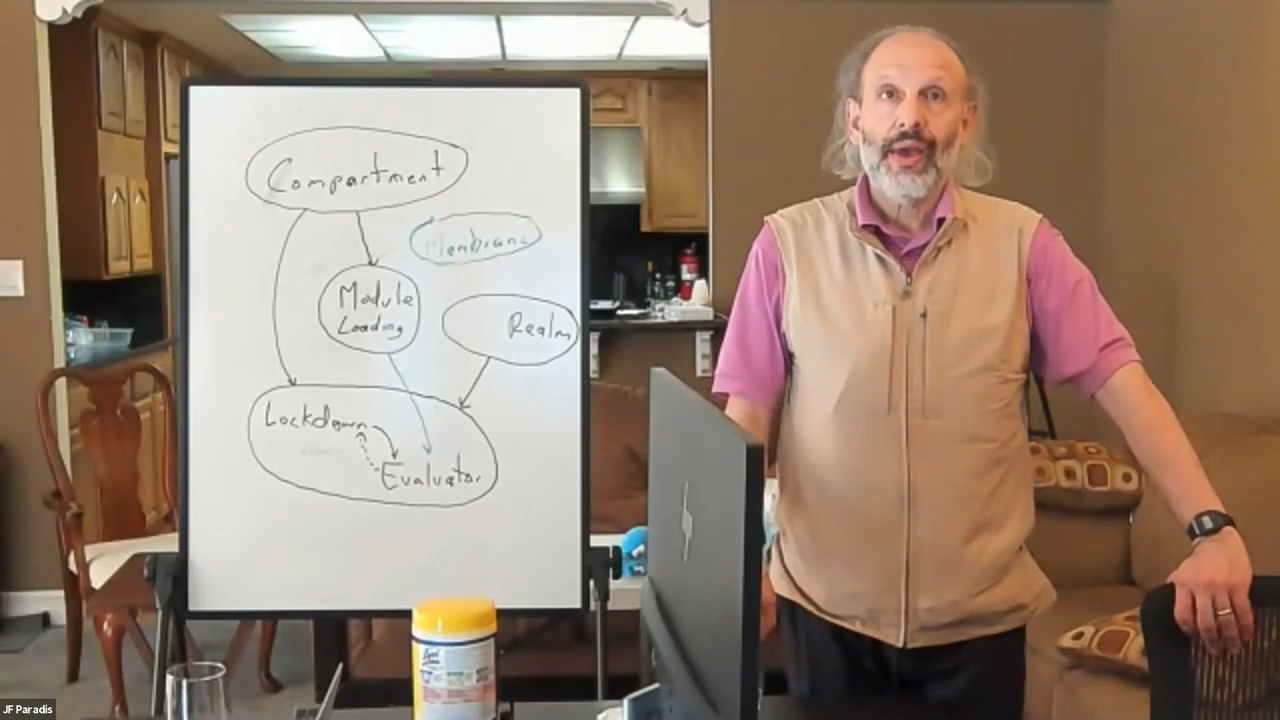 Compartment
Membrane
Module
Loading
Realm
Lockdown
Evaluator
JF Paradis